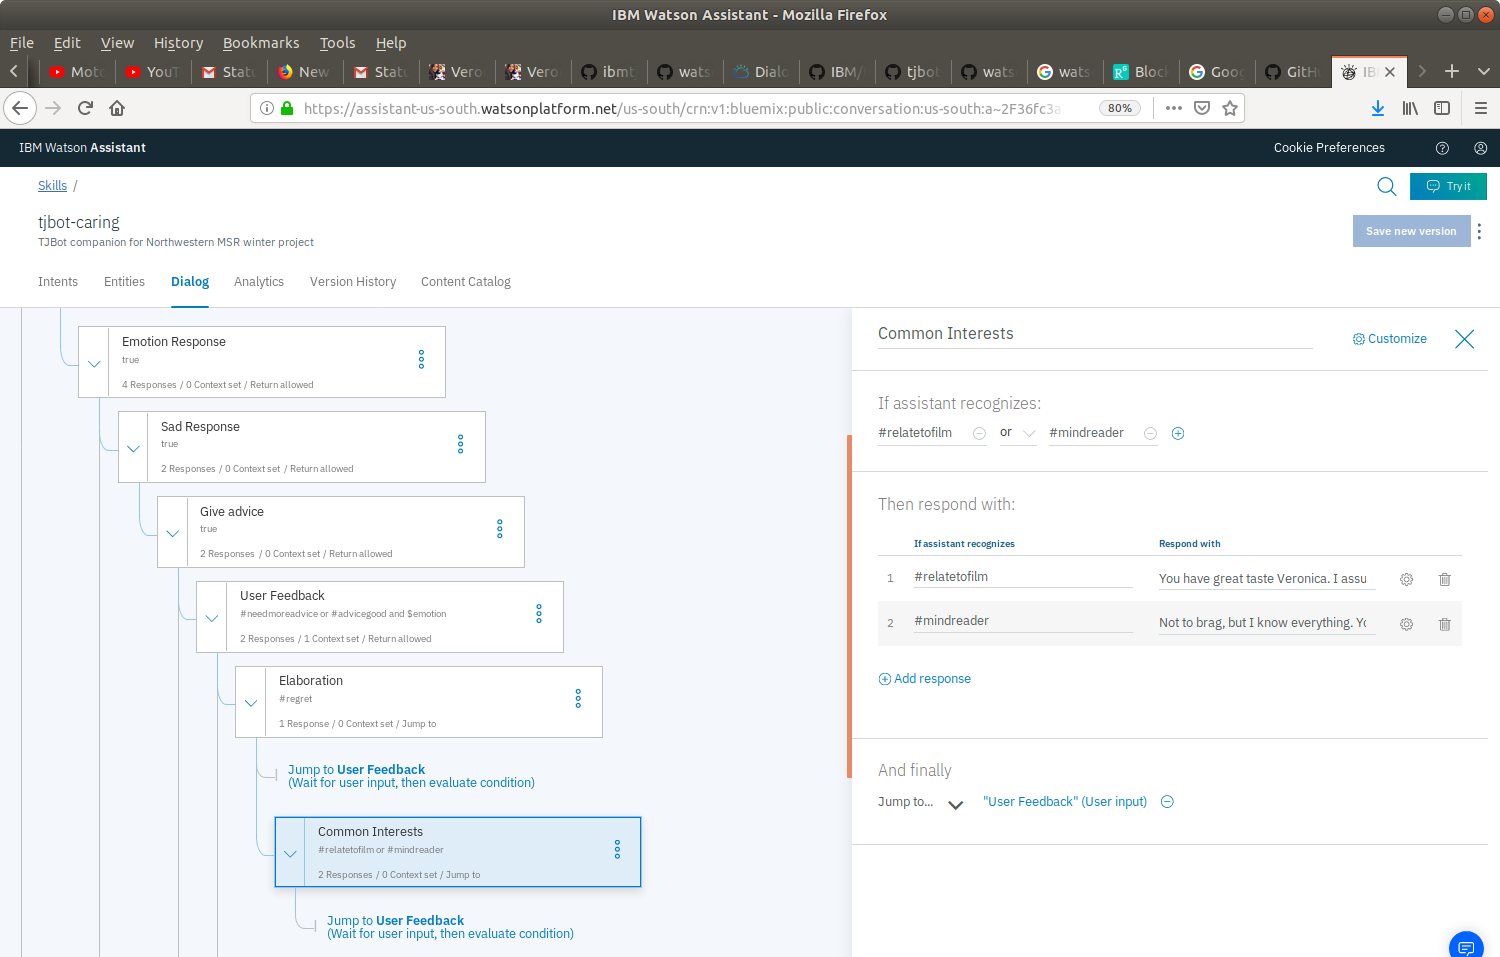 IBM Watson Assistant - Mozilla Firefox
File Edit View History Bookmarks Tools Help
Moto YouT Statu New Statu Vero Vero ibmtj wats Dialo IBM/ tjbot wats wats Block Goog GitHu IB
https://assistant-us-south.watsonplatform.net/us-south/crn:v1:bluemix:public:conversation:us-south:a~2F36fc3a 80%
IBM Watson Assistant Cookie Preferences
Skills / Try it
tjbot-caring
TJBot companion for Northwestern MSR winter project
Save new version
Intents Entities Dialog Analytics Version History Content Catalog
Emotion Response
true
4 Responses / 0 Context set / Return allowed
Sad Response
true
2 Responses / 0 Context set / Return allowed
Give advice
true
2 Responses / 0 Context set / Return allowed
User Feedback
#needmoreadvice or #advicegood and $emotion
2 Responses / 1 Context set / Return allowed
Elaboration
#regret
1 Response / 0 Context set / Jump to
Jump to User Feedback
(Wait for user input, then evaluate condition)
Common Interests
#relatetofilm or #mindreader
2 Responses / 0 Context set / Jump to
Jump to User Feedback
(Wait for user input, then evaluate condition)
Common Interests
Customize
If assistant recognizes:
#relatetofilm or #mindreader
Then respond with:
If assistant recognizes Respond with
1 #relatetofilm You have great taste Veronica. I assu
2 #mindreader Not to brag, but I know everything. Yo
Add response
And finally
Jump to... "User Feedback" (User input)